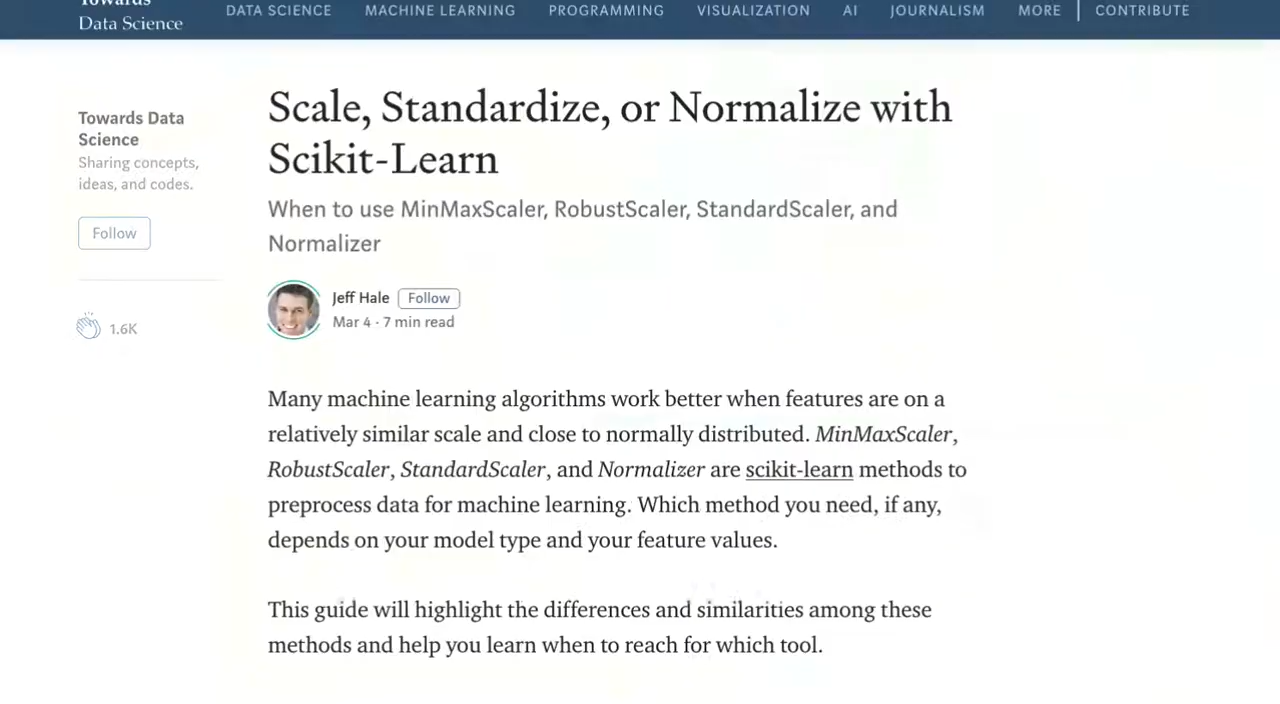 Towards
Data Science
DATA SCIENCE MACHINE LEARNING PROGRAMMING VISUALIZATION AI JOURNALISM MORE CONTRIBUTE
Towards Data
Science
Sharing concepts,
ideas, and codes.
Follow
1.6K
Scale, Standardize, or Normalize with
Scikit-Learn
When to use MinMaxScaler, RobustScaler, StandardScaler, and
Normalizer
Jeff Hale Follow
Mar 4 · 7 min read
Many machine learning algorithms work better when features are on a
relatively similar scale and close to normally distributed. MinMaxScaler,
RobustScaler, StandardScaler, and Normalizer are scikit-learn methods to
preprocess data for machine learning. Which method you need, if any,
depends on your model type and your feature values.
This guide will highlight the differences and similarities among these
methods and help you learn when to reach for which tool.